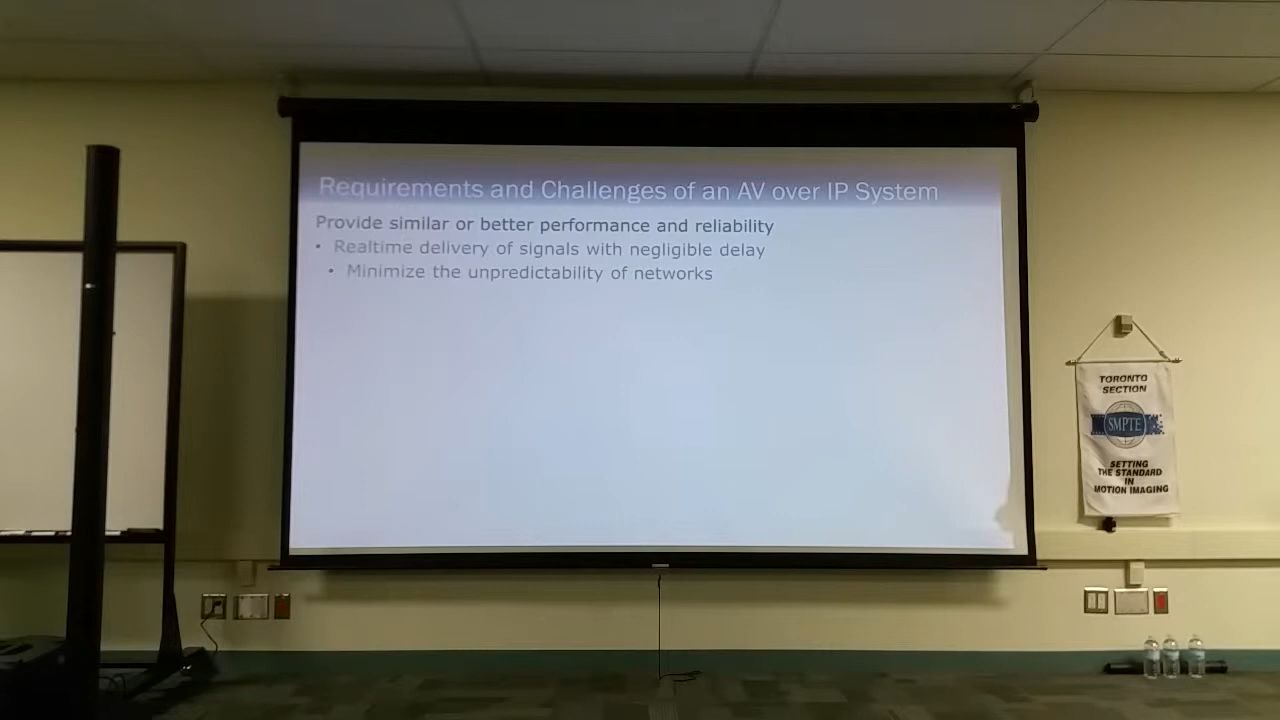 Requirements and Challenges of an AV over IP System
Provide similar or better performance and reliability
• Realtime delivery of signals with negligible delay
• Minimize the unpredictability of networks
TORONTO
SECTION
SMPTE
SETTING
THE STANDARD
IN
MOTION IMAGING